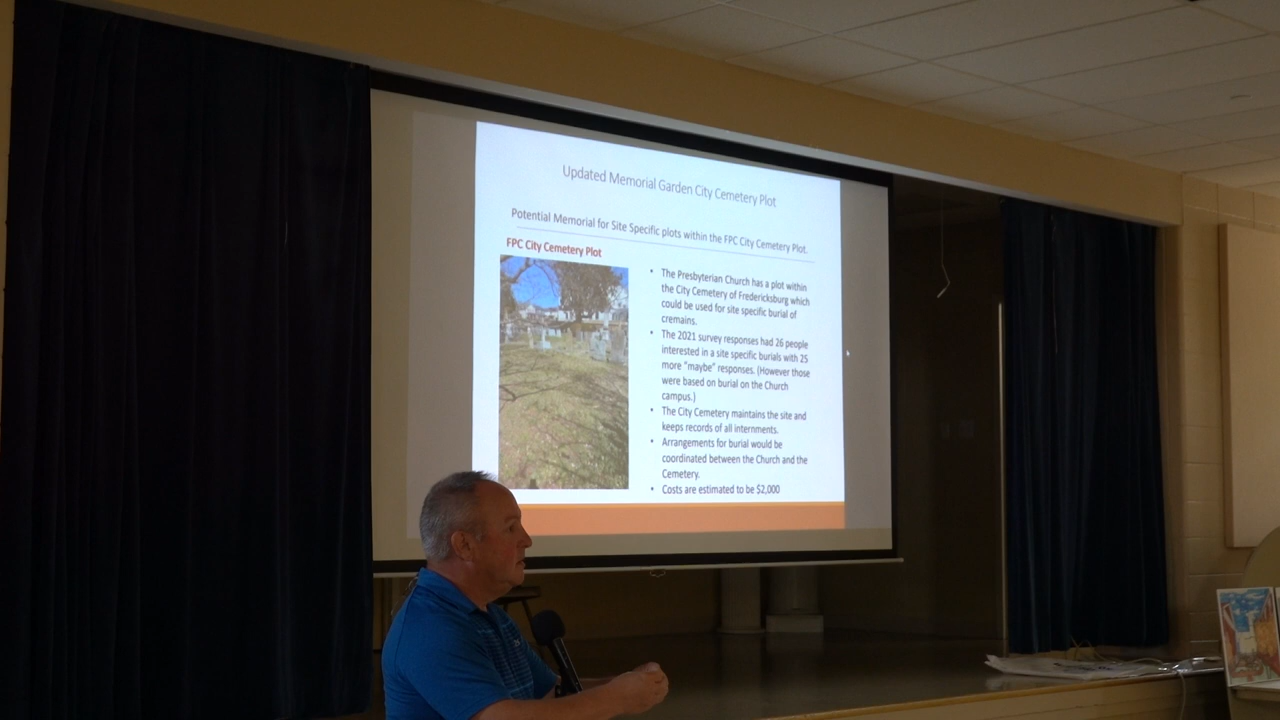 Updated Memorial Garden City Cemetery Plot
Potential Memorial for Site Specific plots within the FPC City Cemetery Plot.
FPC City Cemetery Plot
• The Presbyterian Church has a plot within
the City Cemetery of Fredericksburg which
could be used for site specific burial of
cremains.
• The 2021 survey responses had 26 people
interested in a site specific burials with 25
more "maybe" responses. (However those
were based on burial on the Church
campus.)
• The City Cemetery maintains the site and
keeps records of all internments.
• Arrangements for burial would be
coordinated between the Church and the
Cemetery.
• Costs are estimated to be $2,000